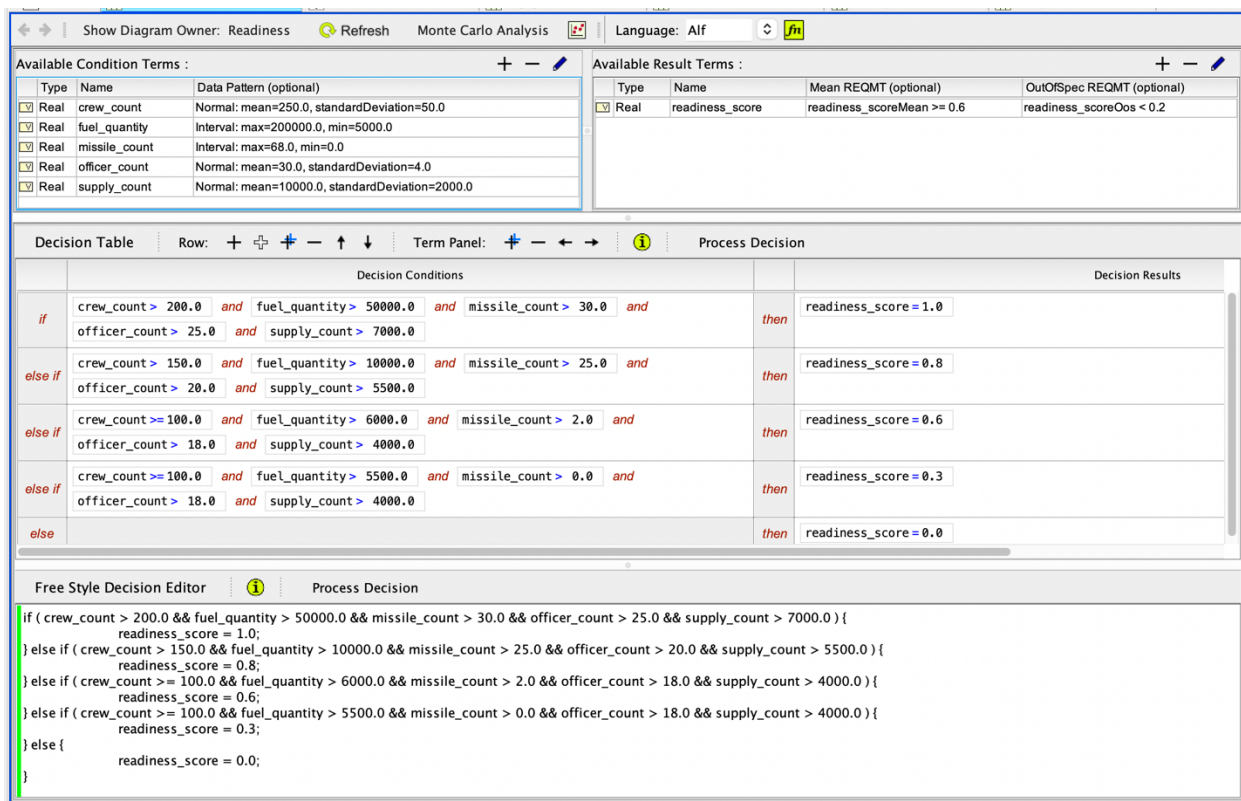 Show Diagram Owner: Readiness Refresh Monte Carlo Analysis Language: Alf fn
Available Condition Terms :
Type Name Data Pattern (optional)
Real crew_count Normal: mean=250.0, standardDeviation=50.0
Real fuel_quantity Interval: max=200000.0, min=5000.0
Real missile_count Interval: max=68.0, min=0.0
Real officer_count Normal: mean=30.0, standardDeviation=4.0
Real supply_count Normal: mean=10000.0, standardDeviation=2000.0
Available Result Terms :
Type Name Mean REQMT (optional) OutOfSpec REQMT (optional)
Real readiness_score readiness_scoreMean >= 0.6 readiness_scoreOos < 0.2
Decision Table Row: Term Panel: Process Decision
Decision Conditions Decision Results
if crew_count > 200.0 and fuel_quantity > 50000.0 and missile_count > 30.0 and
officer_count > 25.0 and supply_count > 7000.0 then readiness_score = 1.0
else if crew_count > 150.0 and fuel_quantity > 10000.0 and missile_count > 25.0 and
officer_count > 20.0 and supply_count > 5500.0 then readiness_score = 0.8
else if crew_count >= 100.0 and fuel_quantity > 6000.0 and missile_count > 2.0 and
officer_count > 18.0 and supply_count > 4000.0 then readiness_score = 0.6
else if crew_count >= 100.0 and fuel_quantity > 5500.0 and missile_count > 0.0 and
officer_count > 18.0 and supply_count > 4000.0 then readiness_score = 0.3
else then readiness_score = 0.0
Free Style Decision Editor Process Decision
if ( crew_count > 200.0 && fuel_quantity > 50000.0 && missile_count > 30.0 && officer_count > 25.0 && supply_count > 7000.0 ) {
readiness_score = 1.0;
} else if ( crew_count > 150.0 && fuel_quantity > 10000.0 && missile_count > 25.0 && officer_count > 20.0 && supply_count > 5500.0 ) {
readiness_score = 0.8;
} else if ( crew_count >= 100.0 && fuel_quantity > 6000.0 && missile_count > 2.0 && officer_count > 18.0 && supply_count > 4000.0 ) {
readiness_score = 0.6;
} else if ( crew_count >= 100.0 && fuel_quantity > 5500.0 && missile_count > 0.0 && officer_count > 18.0 && supply_count > 4000.0 ) {
readiness_score = 0.3;
} else {
readiness_score = 0.0;
}